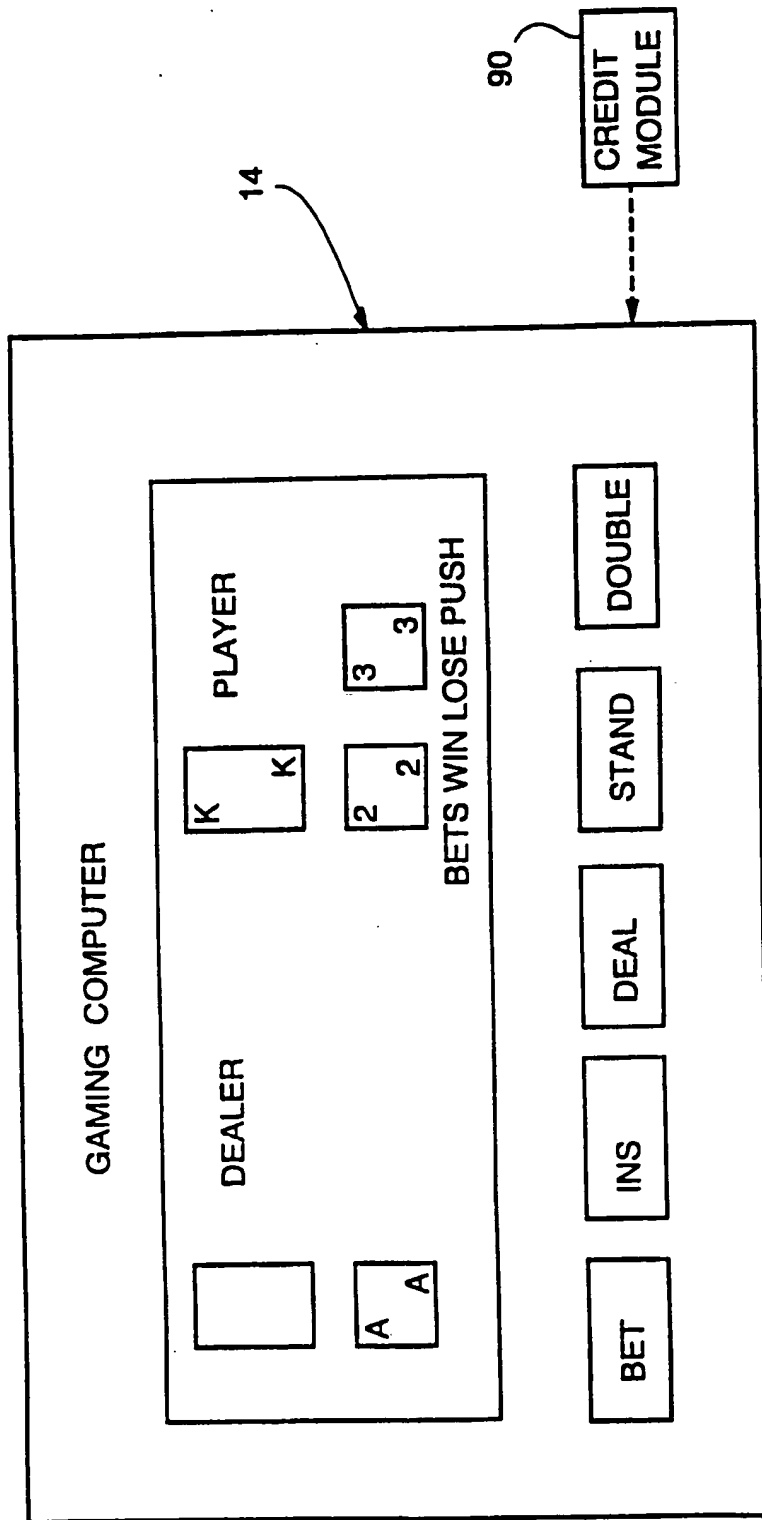 GAMING COMPUTER
14
90
CREDIT
MODULE
DEALER
PLAYER
A
A
K
K
2
2
3
3
BETS WIN LOSE PUSH
BET
INS
DEAL
STAND
DOUBLE